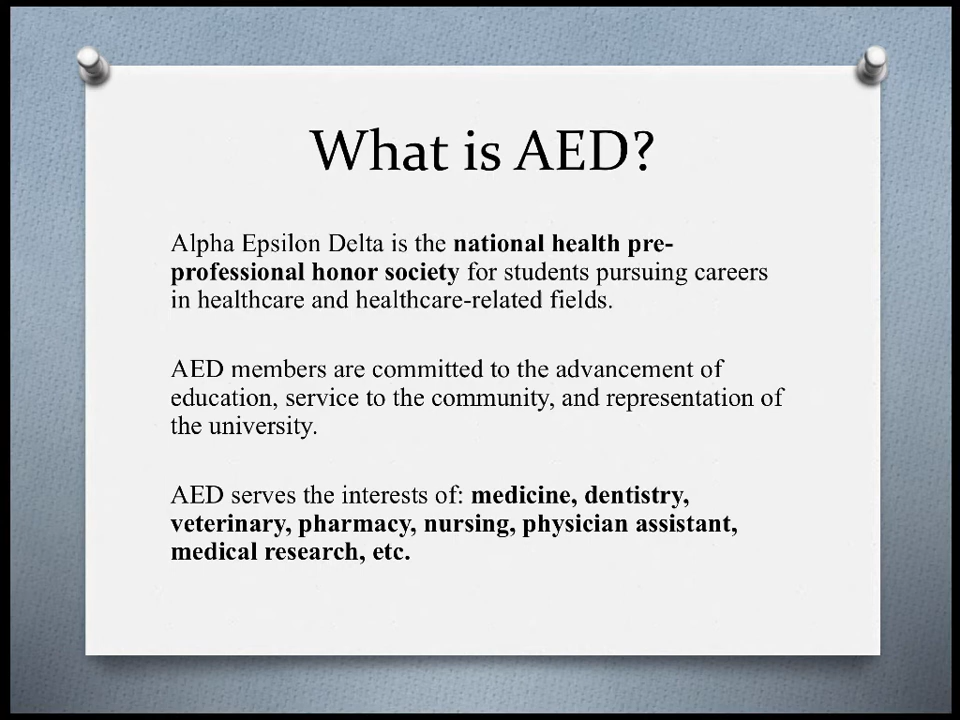 What is AED?
Alpha Epsilon Delta is the national health pre-
professional honor society for students pursuing careers
in healthcare and healthcare-related fields.
AED members are committed to the advancement of
education, service to the community, and representation of
the university.
AED serves the interests of: medicine, dentistry,
veterinary, pharmacy, nursing, physician assistant,
medical research, etc.